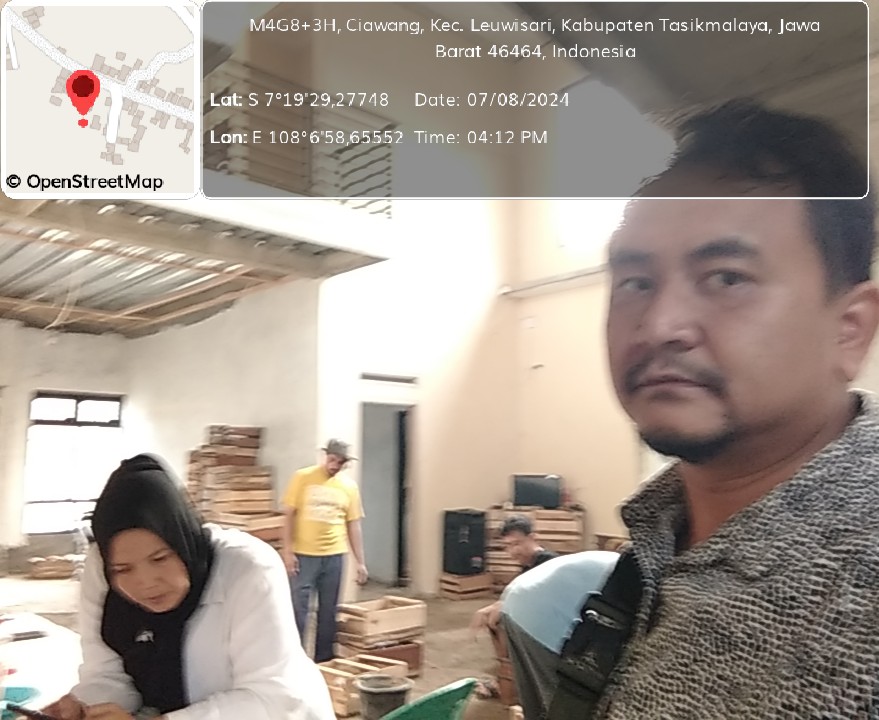 M4G8+3H, Ciawang, Kec. Leuwisari, Kabupaten Tasikmalaya, Jawa
Barat 46464, Indonesia
Lat: S 7°19'29,27748 Date: 07/08/2024
Lon: E 108°6'58,65552 Time: 04:12 PM
© OpenStreetMap